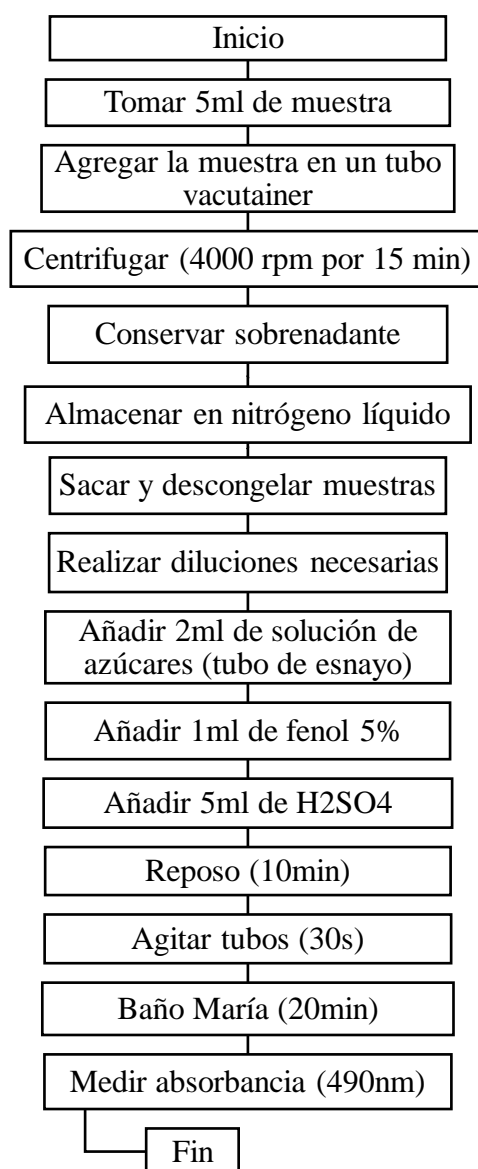 Inicio
Tomar 5ml de muestra
Agregar la muestra en un tubo
vacutainer
Centrifugar (4000 rpm por 15 min)
Conservar sobrenadante
Almacenar en nitrógeno líquido
Sacar y descongelar muestras
Realizar diluciones necesarias
Añadir 2ml de solución de
azúcares (tubo de esnayo)
Añadir 1ml de fenol 5%
Añadir 5ml de H2SO4
Reposo (10min)
Agitar tubos (30s)
Baño María (20min)
Medir absorbancia (490nm)
Fin